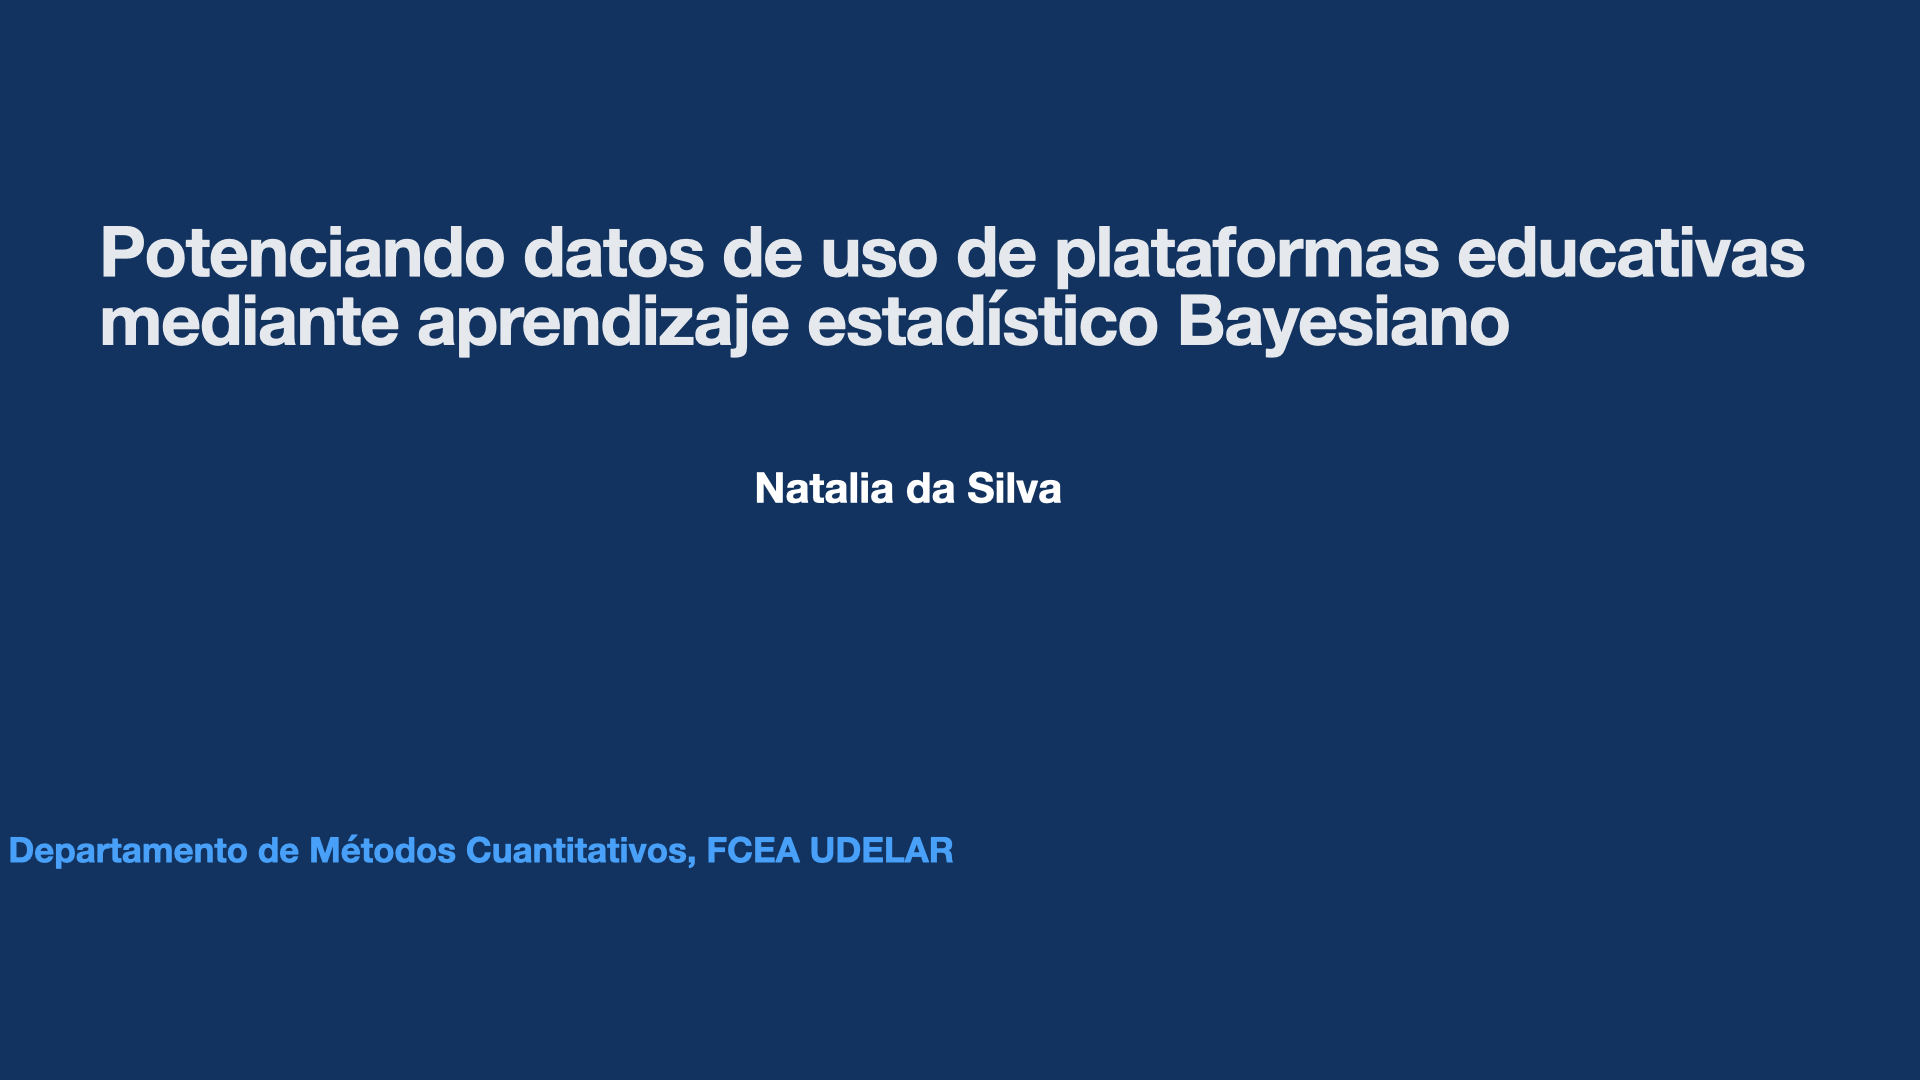 Potenciando datos de uso de plataformas educativas
mediante aprendizaje estadístico Bayesiano
Natalia da Silva
Departamento de Métodos Cuantitativos, FCEA UDELAR